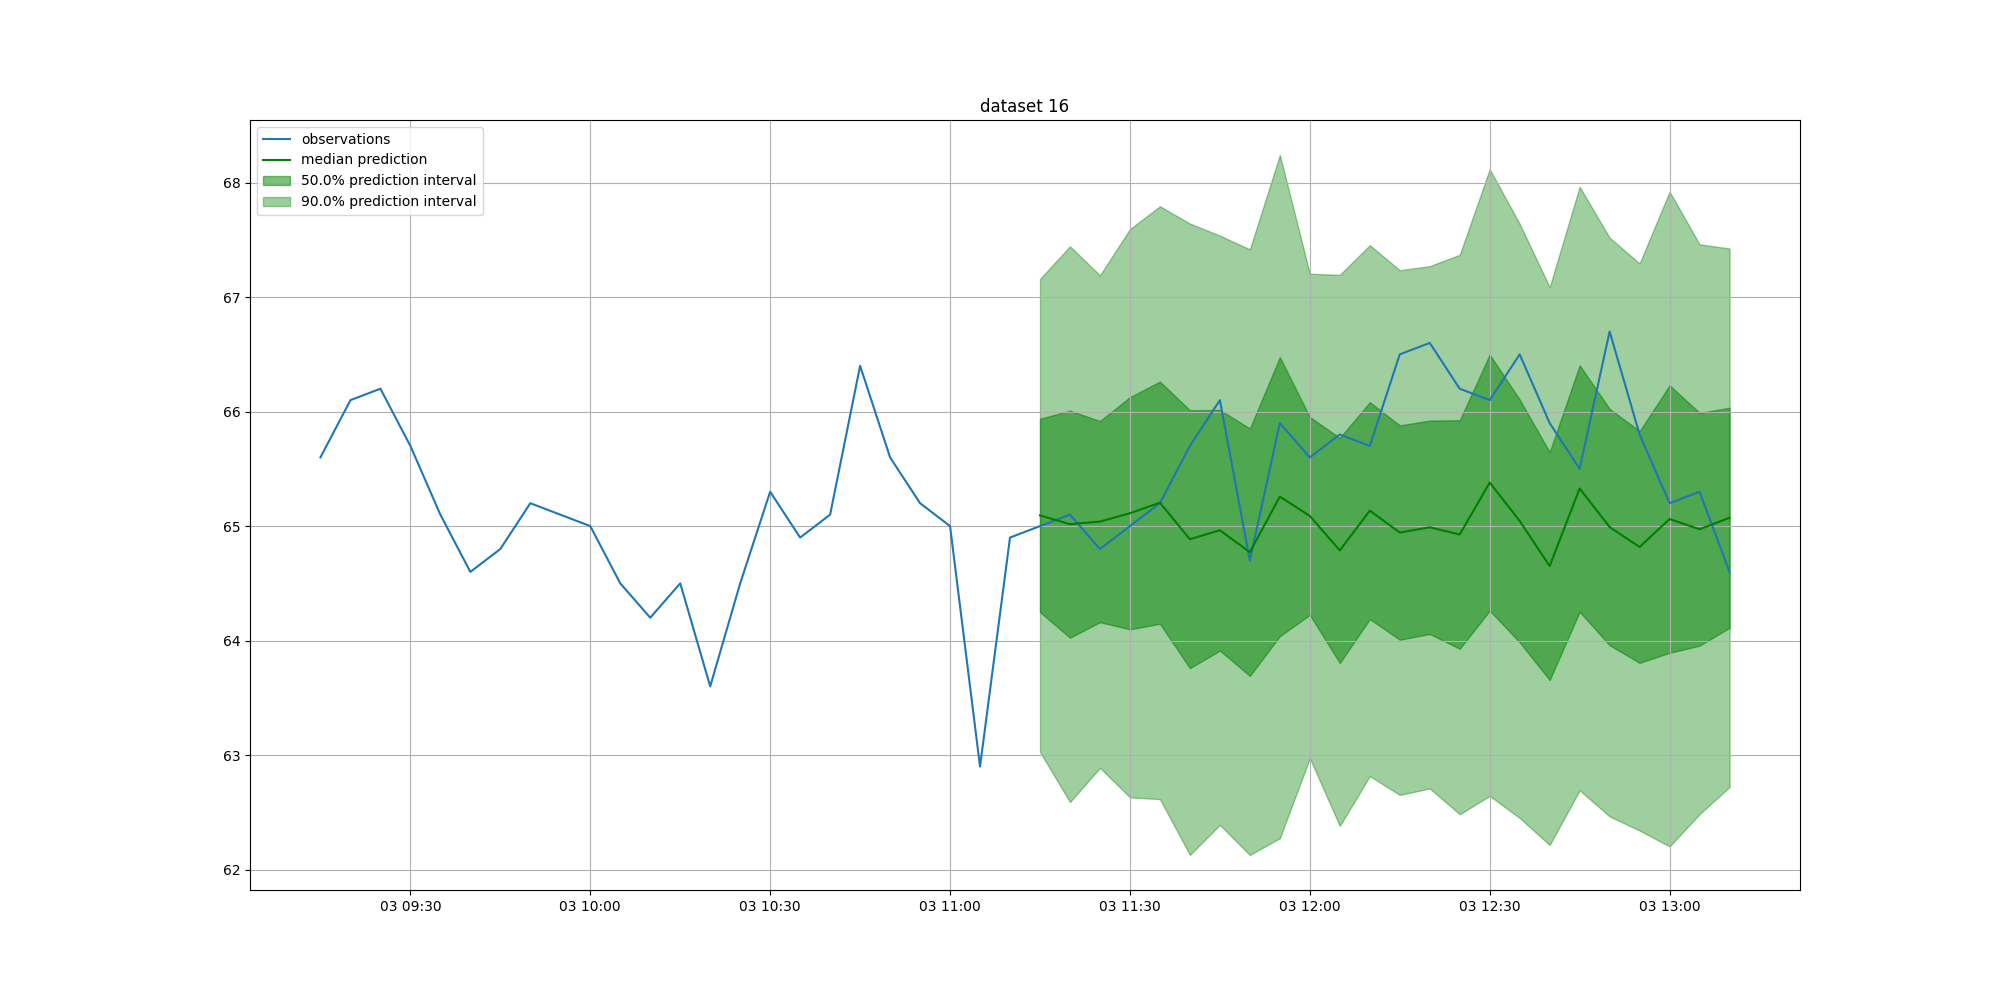 dataset 16
observations
median prediction
50.0% prediction interval
90.0% prediction interval
68
67
66
65
64
63
62
03 09:30 03 10:00 03 10:30 03 11:00 03 11:30 03 12:00 03 12:30 03 13:00